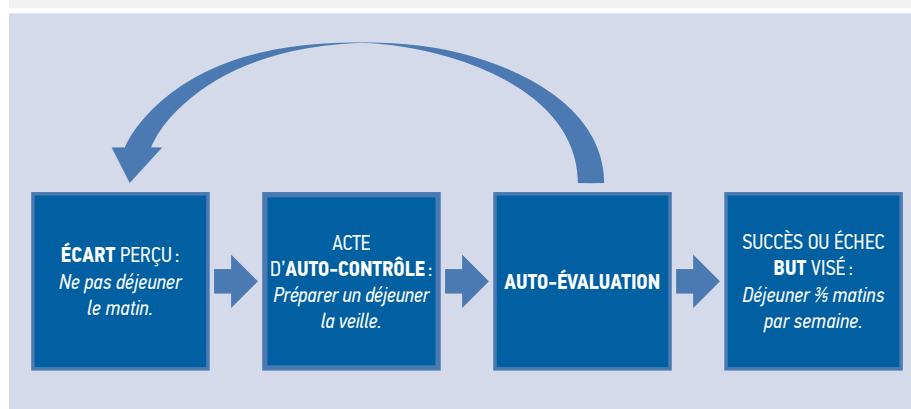 ÉCART PERÇU :
Ne pas déjeuner
le matin.
ACTE
D'AUTO-CONTRÔLE :
Préparer un déjeuner
la veille.
AUTO-ÉVALUATION
SUCCÈS OU ÉCHEC
BUT VISÉ :
Déjeuner ⅗ matins
par semaine.